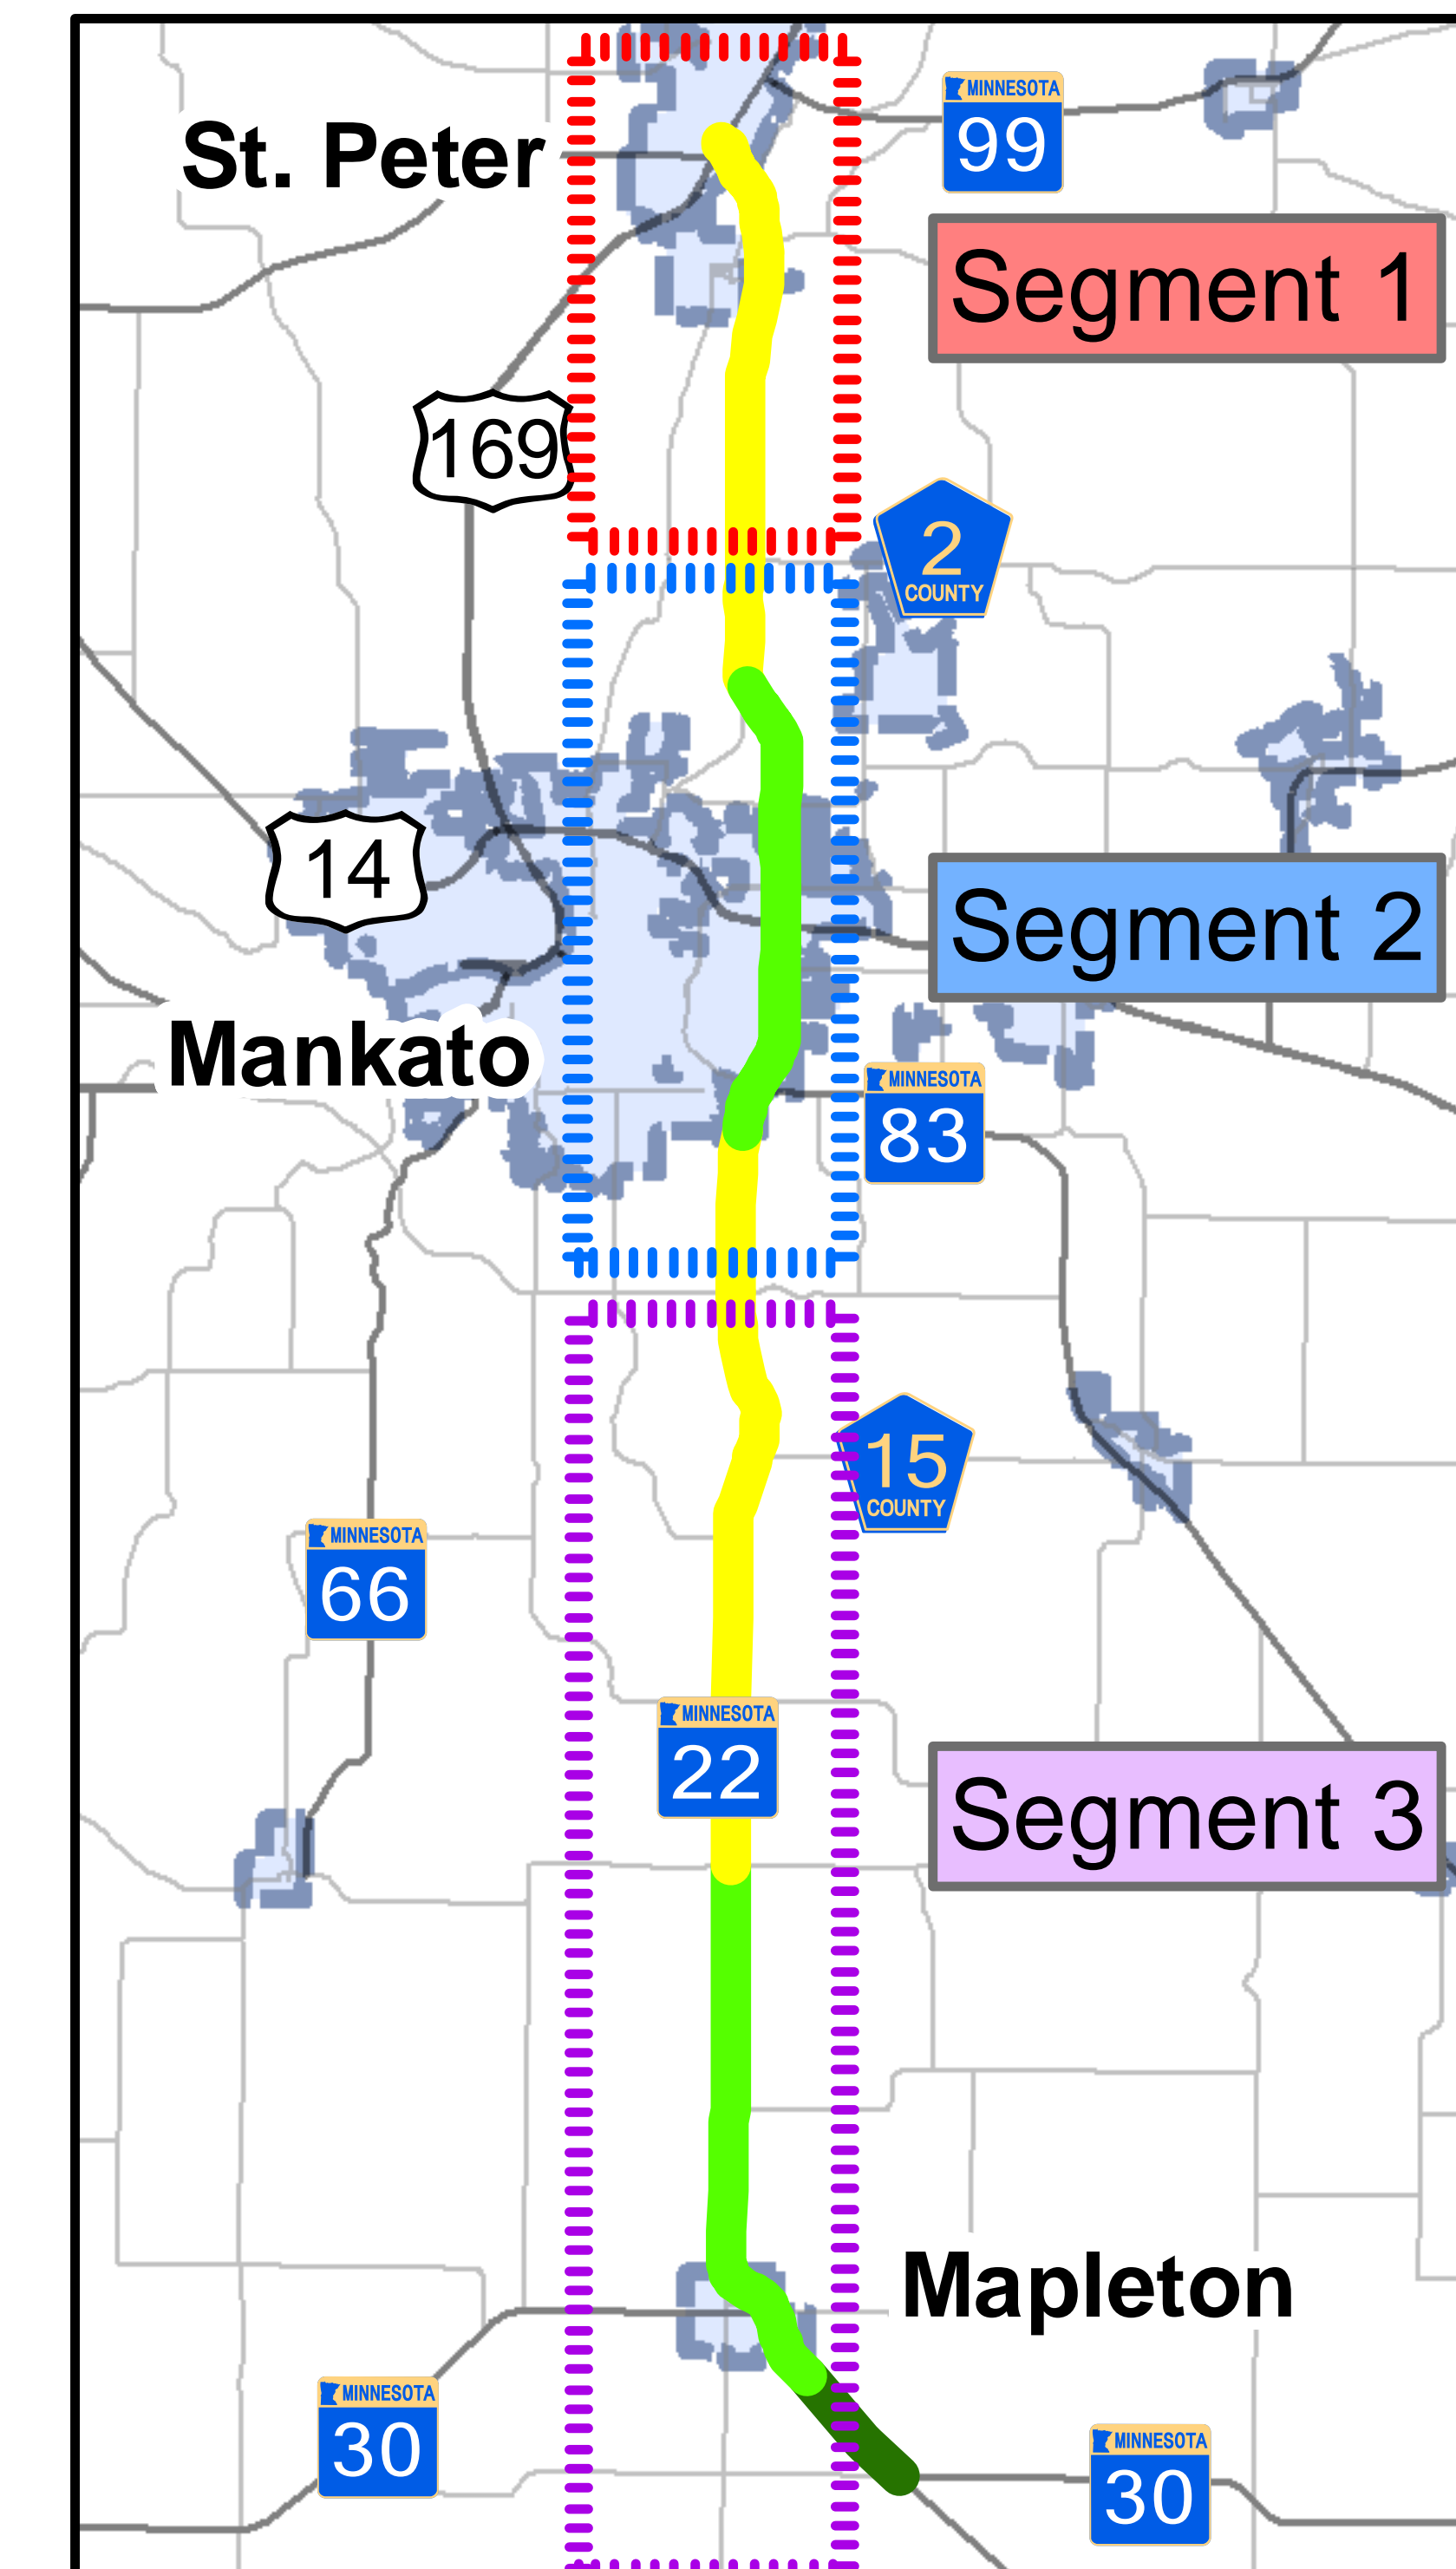 MINNESOTA
99
St. Peter
Segment 1
169
2
COUNTY
14
Segment 2
Mankato
MINNESOTA
83
15
COUNTY
MINNESOTA
66
MINNESOTA
22
Segment 3
Mapleton
MINNESOTA
30
MINNESOTA
30